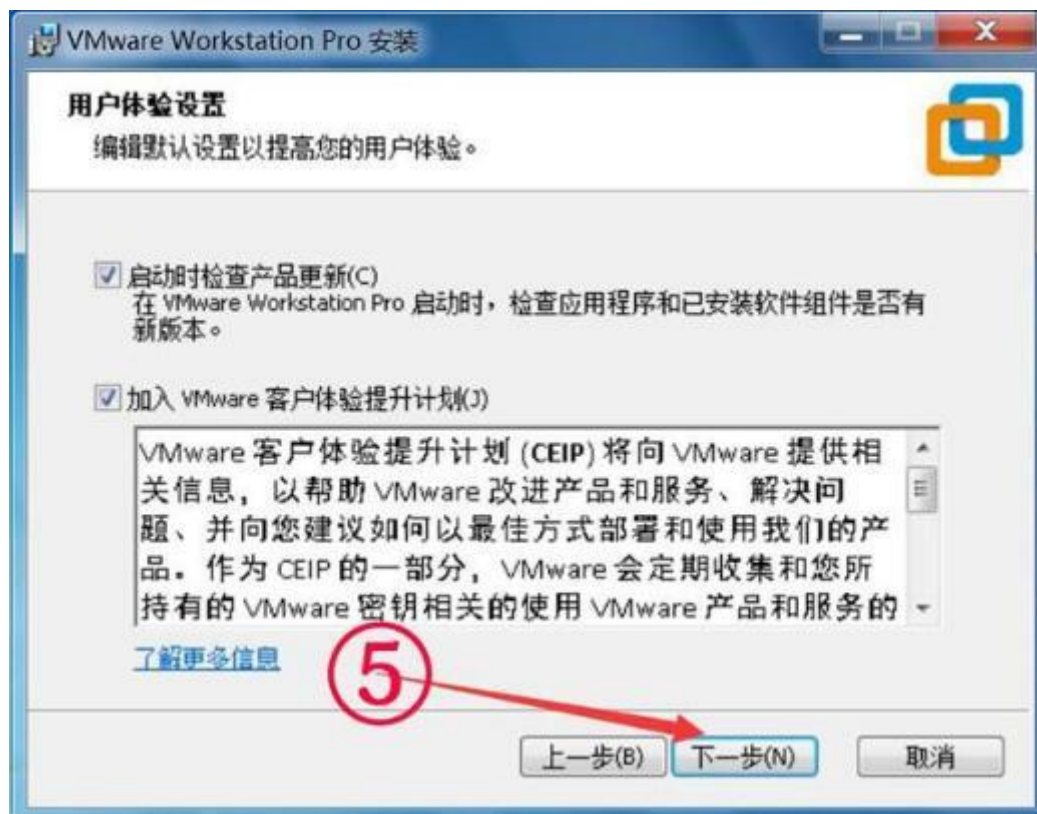 VMware Workstation Pro 安装
用户体验设置
编辑默认设置以提高您的用户体验。
启动时检查产品更新(C)
在 VMware Workstation Pro 启动时，检查应用程序和已安装软件组件是否有
新版本。
加入 VMware 客户体验提升计划(J)
VMware 客户体验提升计划 (CEIP) 将向 VMware 提供相
关信息，以帮助 VMware 改进产品和服务、解决问
题、并向您建议如何以最佳方式部署和使用我们的产
品。作为 CEIP 的一部分，VMware 会定期收集和您所
持有的 VMware 密钥相关的使用 VMware 产品和服务的
了解更多信息
⑤
上一步(B) 下一步(N) 取消